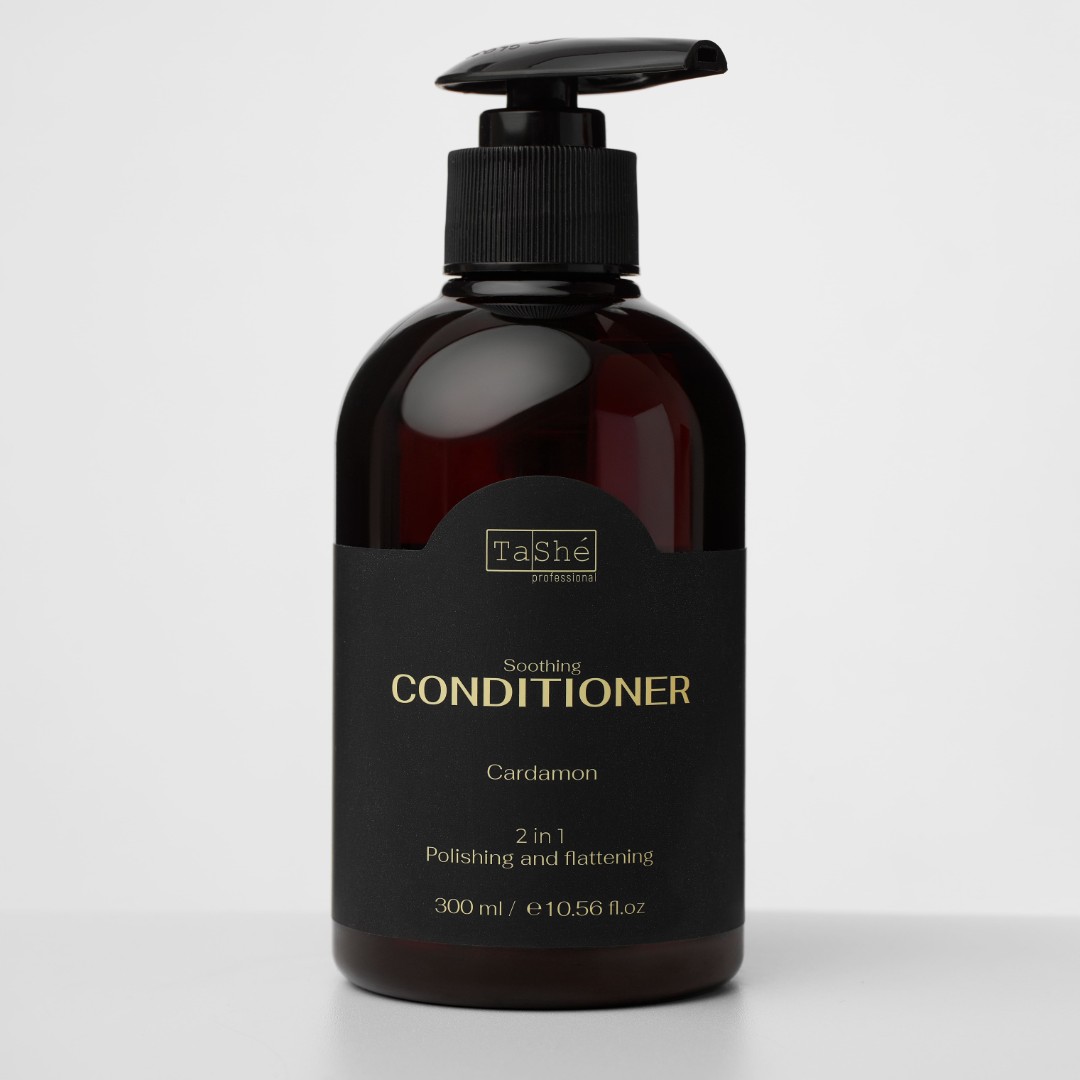 TaShé
professional
Soothing
CONDITIONER
Cardamon
2 in 1
Polishing and flattening
300 ml / ℮10.56 fl.oz